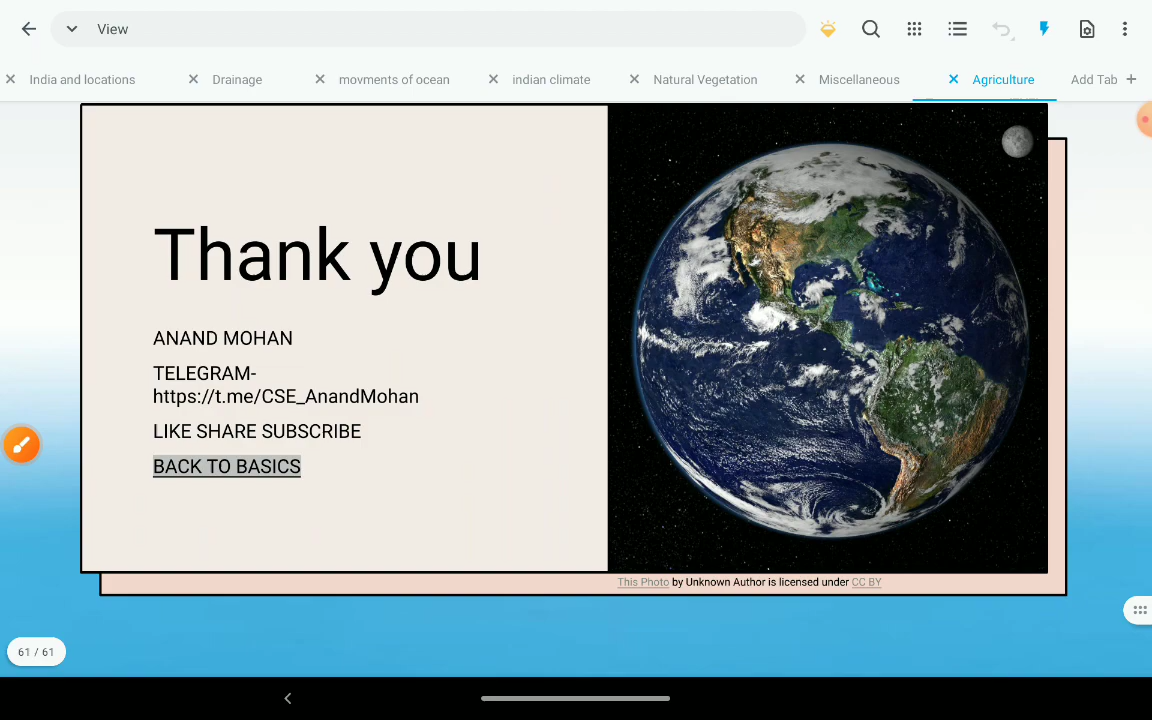 View
India and locations
Drainage
movments of ocean
indian climate
Natural Vegetation
Miscellaneous
Agriculture
Add Tab
Thank you
ANAND MOHAN
TELEGRAM-
https://t.me/CSE_AnandMohan
LIKE SHARE SUBSCRIBE
BACK TO BASICS
This Photo by Unknown Author is licensed under CC BY
61 / 61